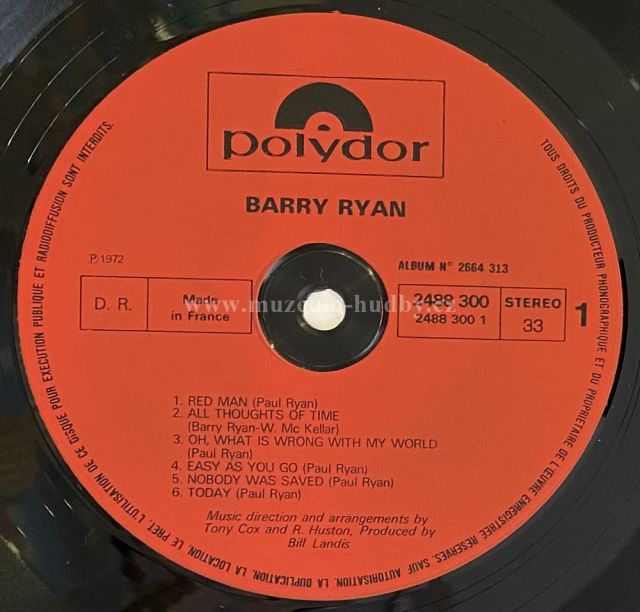 polydor
BARRY RYAN
℗ 1972
ALBUM N° 2664 313
D. R.
Made
in France
2488 300
2488 300 1
STEREO
33
1
www.muzeum-hudby.cz
1. RED MAN (Paul Ryan)
2. ALL THOUGHTS OF TIME
(Barry Ryan-W. Mc Kellar)
3. OH, WHAT IS WRONG WITH MY WORLD
(Paul Ryan)
4. EASY AS YOU GO (Paul Ryan)
5. NOBODY WAS SAVED (Paul Ryan)
6. TODAY (Paul Ryan)
Music direction and arrangements by
Tony Cox and R. Huston, Produced by
Bill Landis
TOUS DROITS DU PRODUCTEUR PHONOGRAPHIQUE ET DU PROPRIÉTAIRE DE L'ŒUVRE ENREGISTRÉE RÉSERVÉS. SAUF AUTORISATION, LA DUPLICATION, LA LOCATION, LE PRÊT, L'UTILISATION DE CE DISQUE POUR EXECUTION PUBLIQUE ET RADIODIFFUSION SONT INTERDITS.